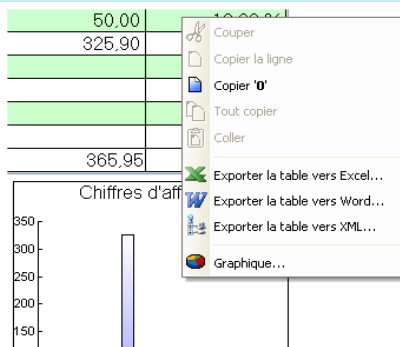 50,00
325,90
365,95
Couper
Copier la ligne
Copier '0'
Tout copier
Coller
Exporter la table vers Excel...
Exporter la table vers Word...
Exporter la table vers XML...
Graphique...
Chiffres d'aff
350
300
250
200
150